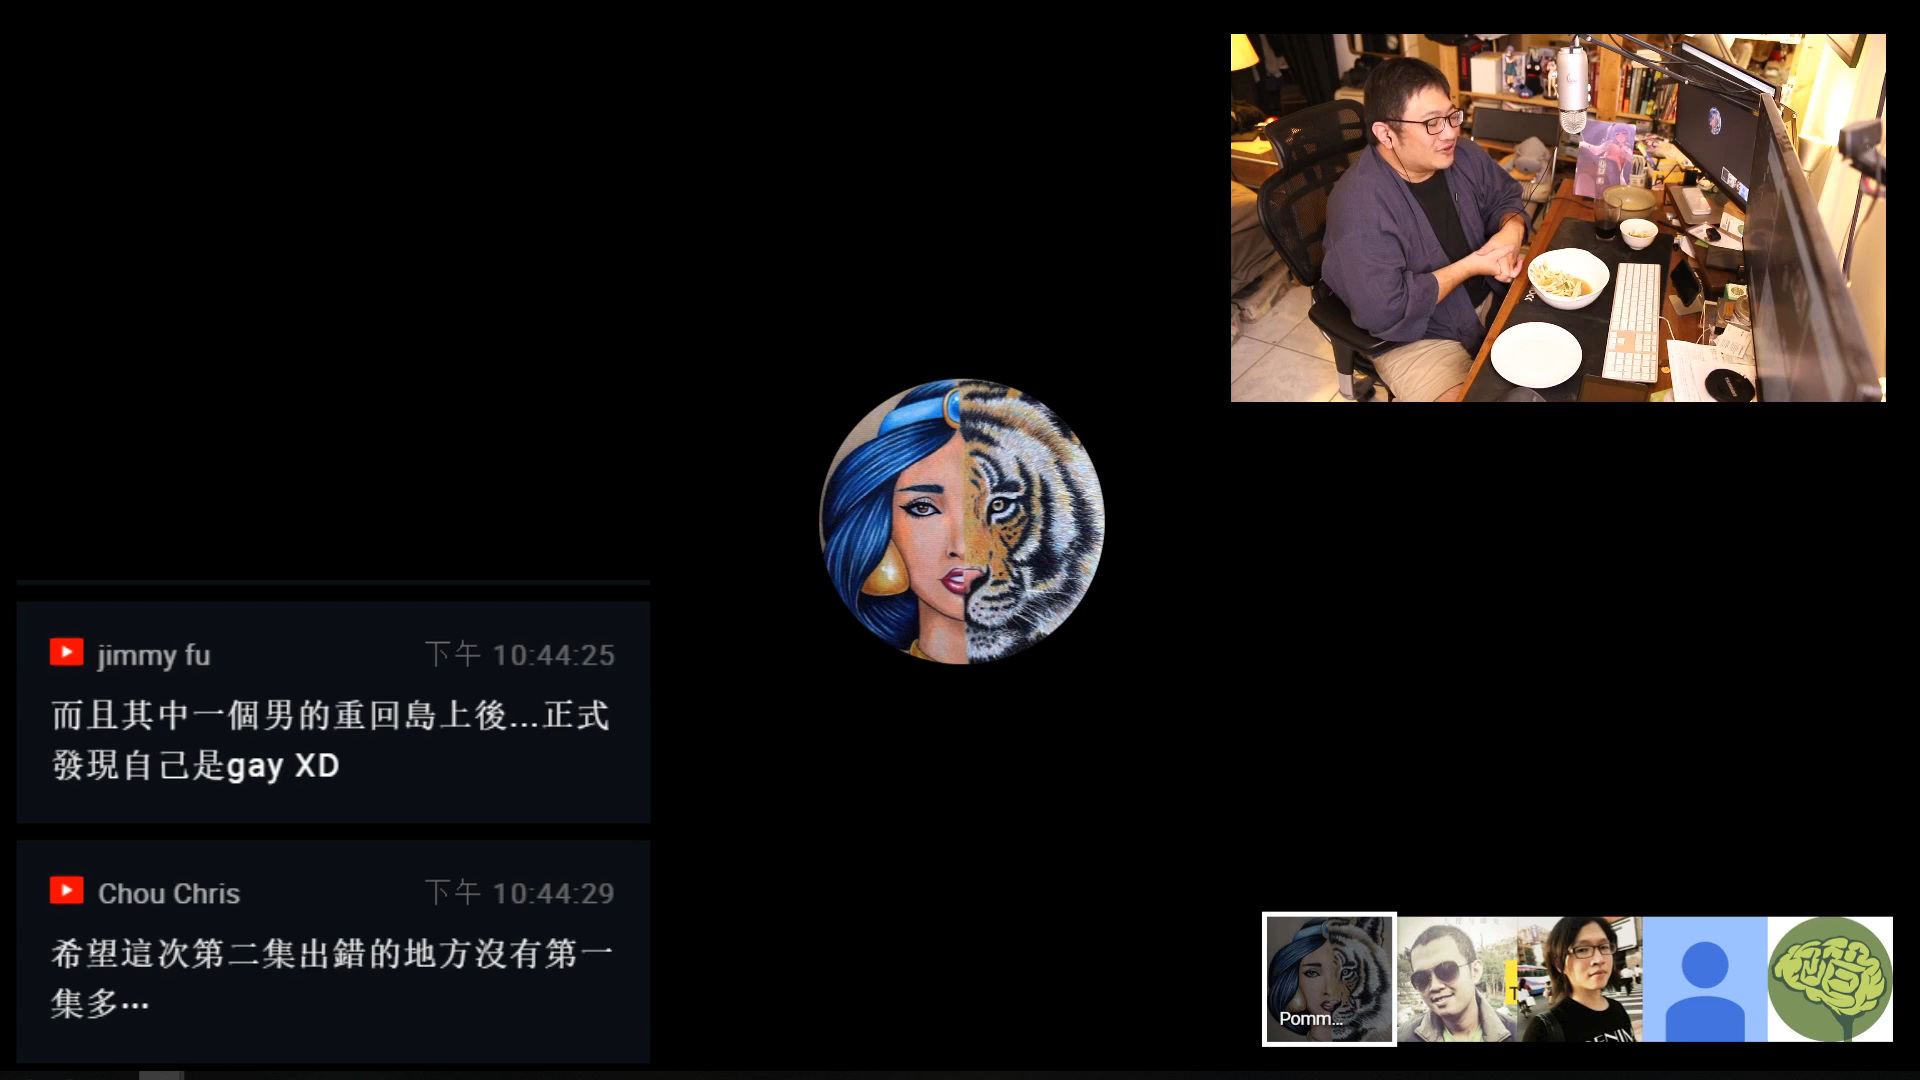 jimmy fu
下午 10:44:25
而且其中一個男的重回島上後...正式
發現自己是gay XD
Chou Chris
下午 10:44:29
希望這次第二集出錯的地方沒有第一
集多…
Pomm...